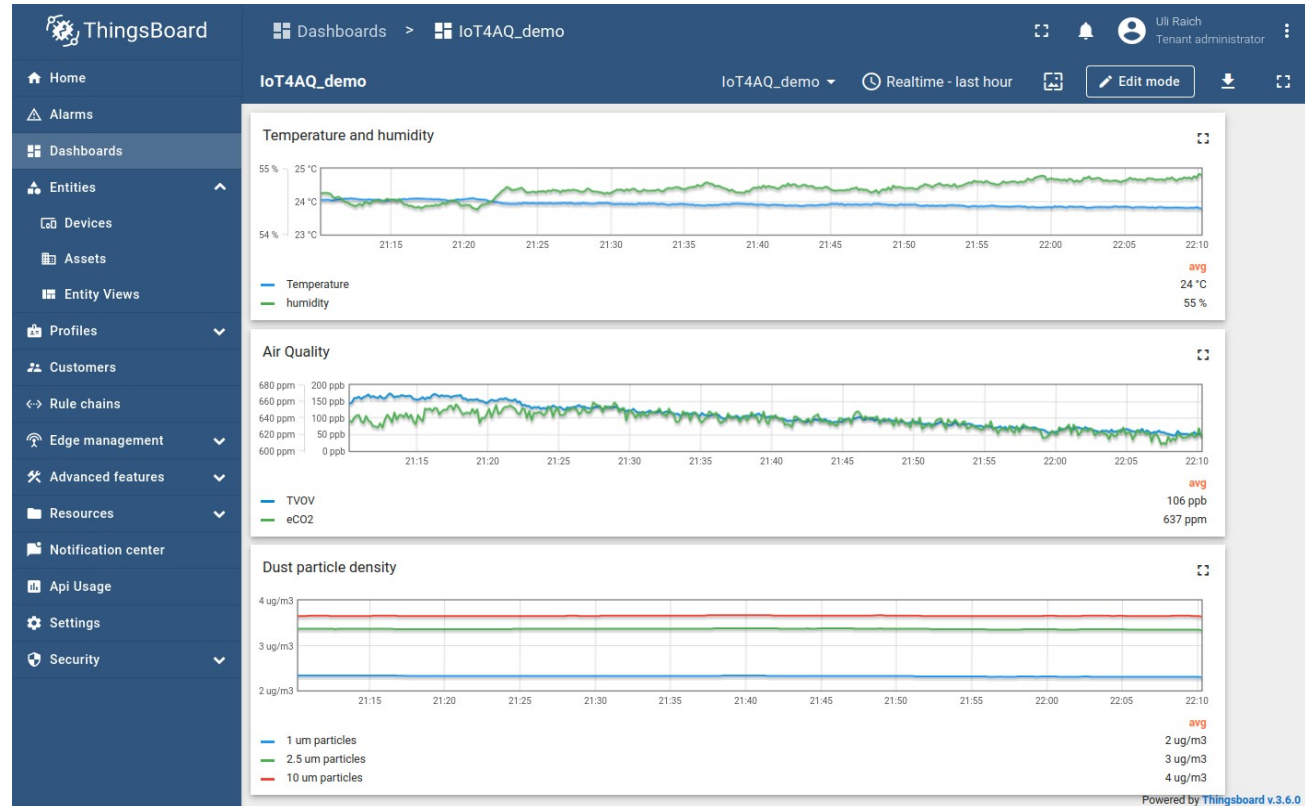 ThingsBoard
Dashboards > IoT4AQ_demo
Uli Raich
Tenant administrator
Home
Alarms
Dashboards
Entities
Devices
Assets
Entity Views
Profiles
Customers
Rule chains
Edge management
Advanced features
Resources
Notification center
Api Usage
Settings
Security
IoT4AQ_demo
IoT4AQ_demo Realtime - last hour Edit mode
Temperature and humidity
55 % 25 °C
24 °C
54 % 23 °C
21:15 21:20 21:25 21:30 21:35 21:40 21:45 21:50 21:55 22:00 22:05 22:10
avg
Temperature 24 °C
humidity 55 %
Air Quality
680 ppm 200 ppb
660 ppm 150 ppb
640 ppm 100 ppb
620 ppm 50 ppb
600 ppm 0 ppb
21:15 21:20 21:25 21:30 21:35 21:40 21:45 21:50 21:55 22:00 22:05 22:10
avg
TVOV 106 ppb
eCO2 637 ppm
Dust particle density
4 ug/m3
3 ug/m3
2 ug/m3
21:15 21:20 21:25 21:30 21:35 21:40 21:45 21:50 21:55 22:00 22:05 22:10
avg
1 um particles 2 ug/m3
2.5 um particles 3 ug/m3
10 um particles 4 ug/m3
Powered by Thingsboard v.3.6.0